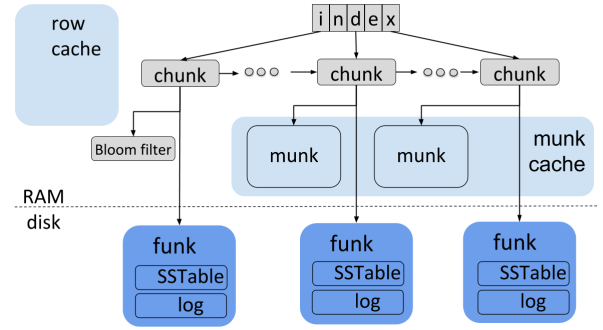 row
cache
index
chunk
chunk
chunk
Bloom filter
munk
munk
munk
cache
RAM
disk
funk
SSTable
log
funk
SSTable
log
funk
SSTable
log